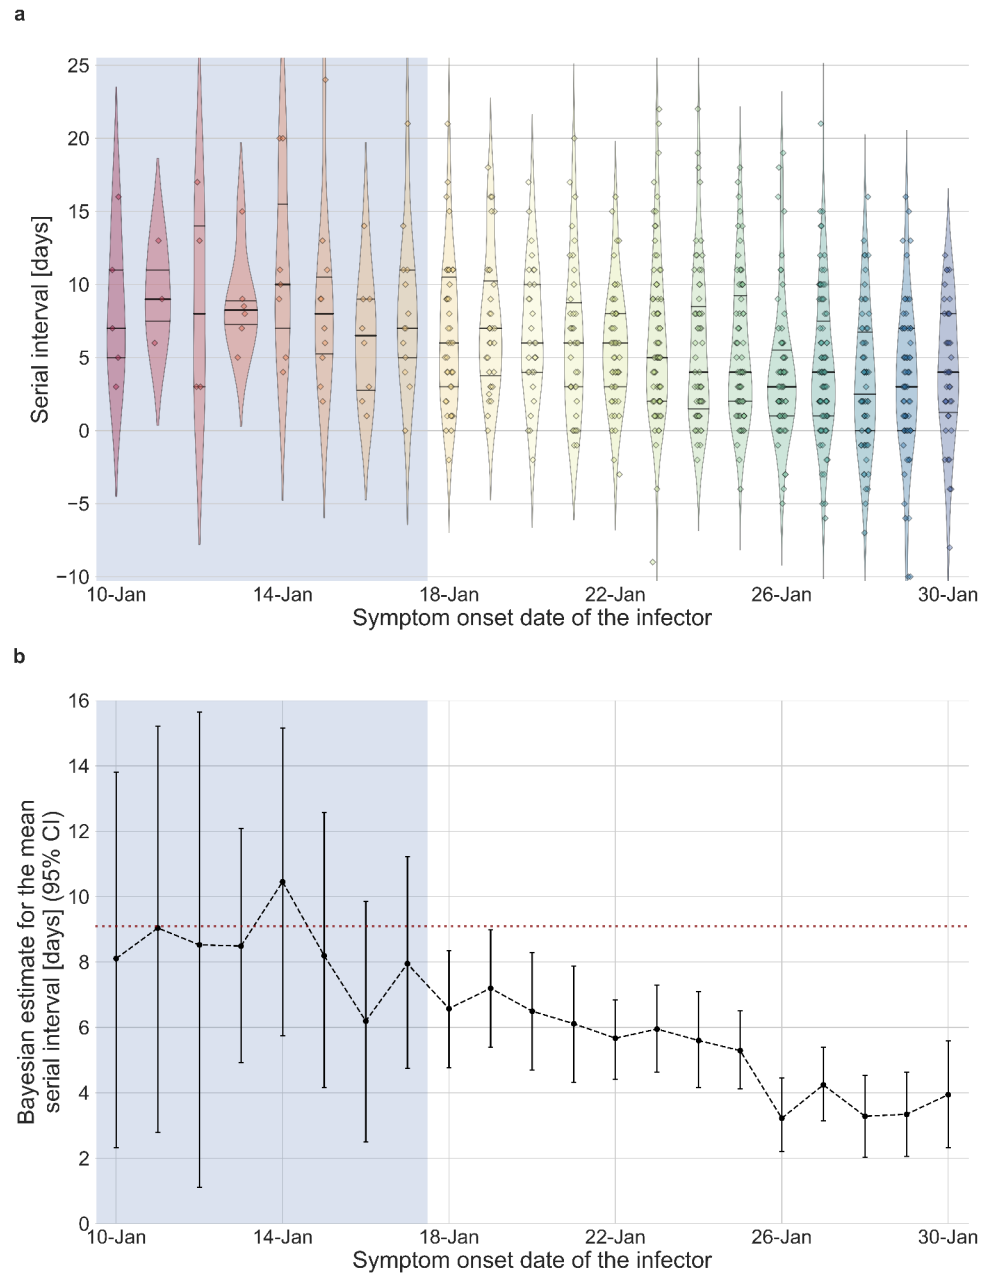 a
25
20
15
10
5
0
−5
−10
Serial interval [days]
10-Jan 14-Jan 18-Jan 22-Jan 26-Jan 30-Jan
Symptom onset date of the infector
b
16
14
12
10
8
6
4
2
0
Bayesian estimate for the mean
serial interval [days] (95% CI)
10-Jan 14-Jan 18-Jan 22-Jan 26-Jan 30-Jan
Symptom onset date of the infector